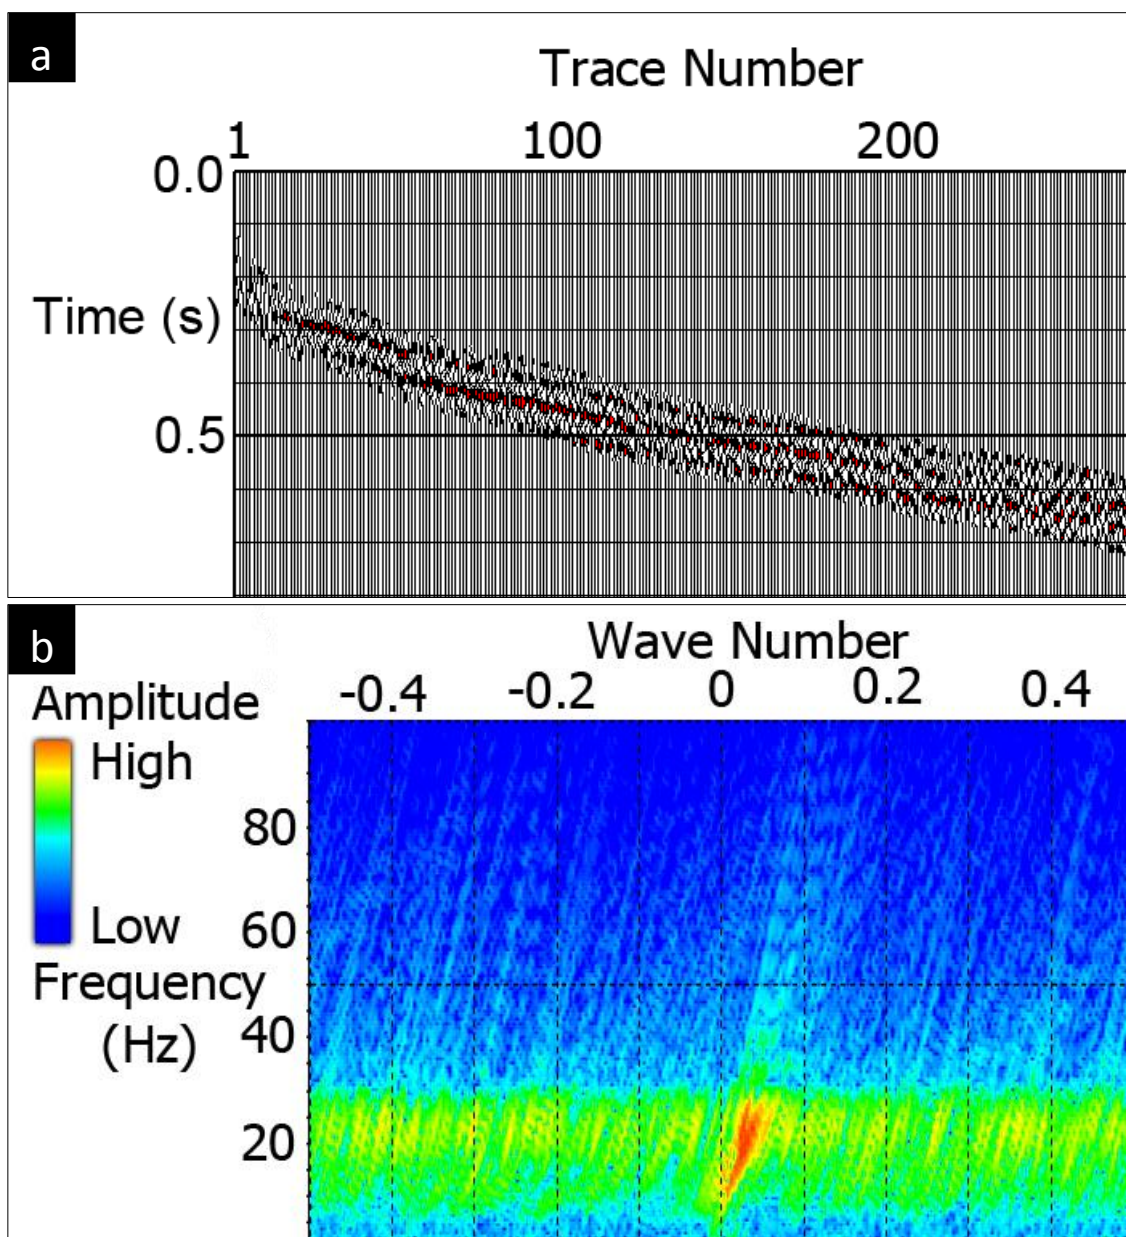 a
Trace Number
1 100 200
0.0
Time (s)
0.5
b
Wave Number
-0.4 -0.2 0 0.2 0.4
Amplitude
High
80
Low
60
Frequency
(Hz)
40
20